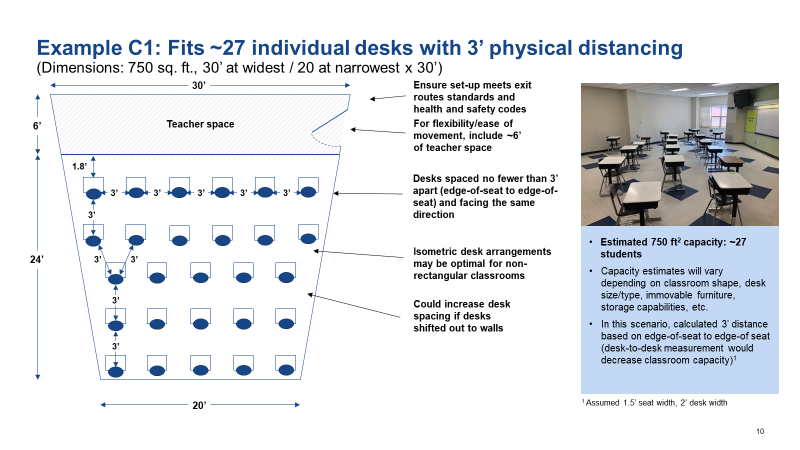 Example C1: Fits ~27 individual desks with 3’ physical distancing
(Dimensions: 750 sq. ft., 30’ at widest / 20 at narrowest x 30’)
30’
6’
Teacher space
1.8’
3’ 3’ 3’ 3’ 3’
3’
24’
3’ 3’
3’
3’
20’
Ensure set-up meets exit
routes standards and
health and safety codes
For flexibility/ease of
movement, include ~6’
of teacher space
Desks spaced no fewer than 3’
apart (edge-of-seat to edge-of-
seat) and facing the same
direction
Isometric desk arrangements
may be optimal for non-
rectangular classrooms
Could increase desk
spacing if desks
shifted out to walls
• Estimated 750 ft² capacity: ~27
students
• Capacity estimates will vary
depending on classroom shape, desk
size/type, immovable furniture,
storage capabilities, etc.
• In this scenario, calculated 3’ distance
based on edge-of-seat to edge-of seat
(desk-to-desk measurement would
decrease classroom capacity)¹
¹ Assumed 1.5’ seat width, 2’ desk width
10